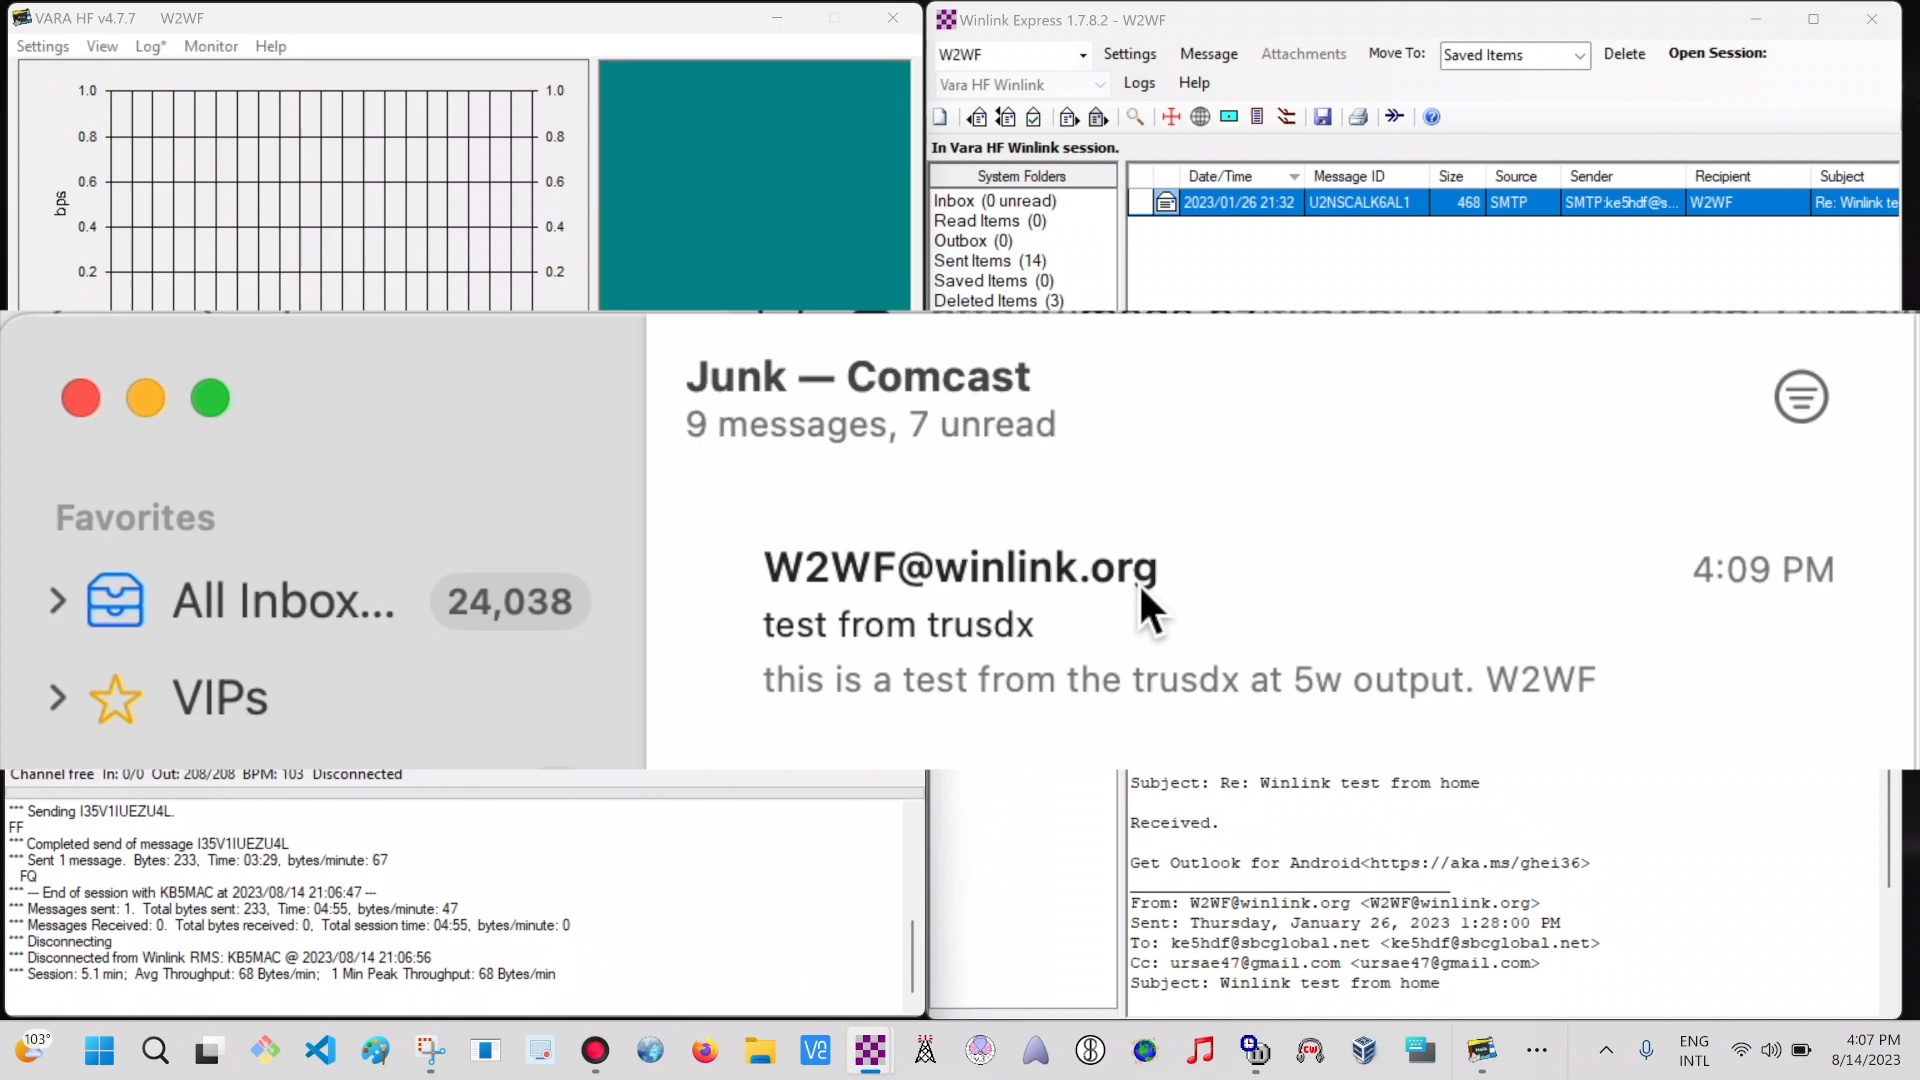 VARA HF v4.7.7 W2WF
Settings View Log* Monitor Help
1.0 1.0
0.8 0.8
0.6 0.6
bps
0.4 0.4
0.2 0.2
Winlink Express 1.7.8.2 - W2WF
W2WF Settings Message Attachments Move To: Saved Items Delete Open Session:
Vara HF Winlink Logs Help
In Vara HF Winlink session.
System Folders
Inbox (0 unread)
Read Items (0)
Outbox (0)
Sent Items (14)
Saved Items (0)
Deleted Items (3)
Date/Time Message ID Size Source Sender Recipient Subject
2023/01/26 21:32 U2NSCALK6AL1 468 SMTP SMTP:ke5hdf@s... W2WF Re: Winlink te
Junk — Comcast
9 messages, 7 unread
Favorites
All Inbox... 24,038
VIPs
W2WF@winlink.org 4:09 PM
test from trusdx
this is a test from the trusdx at 5w output. W2WF
Channel free In: 0/0 Out: 208/208 BPM: 103 Disconnected
*** Sending I35V1IUEZU4L.
FF
*** Completed send of message I35V1IUEZU4L
*** Sent 1 message. Bytes: 233, Time: 03:29, bytes/minute: 67
FQ
*** --- End of session with KB5MAC at 2023/08/14 21:06:47 ---
*** Messages sent: 1. Total bytes sent: 233, Time: 04:55, bytes/minute: 47
*** Messages Received: 0. Total bytes received: 0, Total session time: 04:55, bytes/minute: 0
*** Disconnecting
*** Disconnected from Winlink RMS: KB5MAC @ 2023/08/14 21:06:56
*** Session: 5.1 min; Avg Throughput: 68 Bytes/min; 1 Min Peak Throughput: 68 Bytes/min
Subject: Re: Winlink test from home
Received.
Get Outlook for Android<https://aka.ms/ghei36>
From: W2WF@winlink.org <W2WF@winlink.org>
Sent: Thursday, January 26, 2023 1:28:00 PM
To: ke5hdf@sbcglobal.net <ke5hdf@sbcglobal.net>
Cc: ursae47@gmail.com <ursae47@gmail.com>
Subject: Winlink test from home
103°
CW
ENG
INTL
4:07 PM
8/14/2023